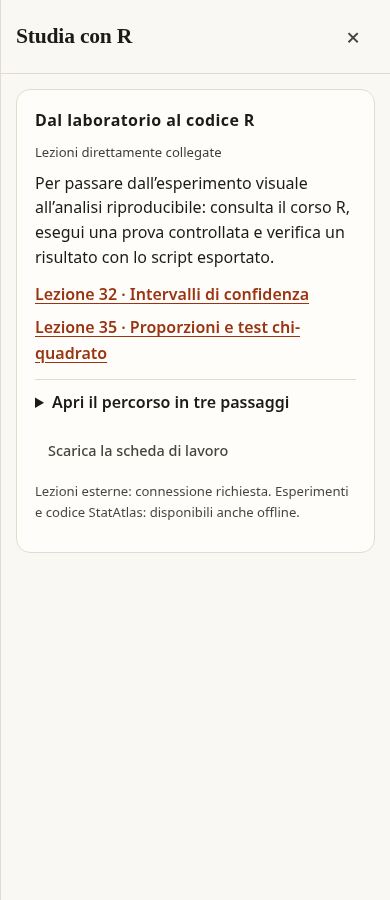 Studia con R
×
Dal laboratorio al codice R
Lezioni direttamente collegate
Per passare dall’esperimento visuale
all’analisi riproducibile: consulta il corso R,
esegui una prova controllata e verifica un
risultato con lo script esportato.
Lezione 32 · Intervalli di confidenza
Lezione 35 · Proporzioni e test chi-
quadrato
Apri il percorso in tre passaggi
Scarica la scheda di lavoro
Lezioni esterne: connessione richiesta. Esperimenti
e codice StatAtlas: disponibili anche offline.